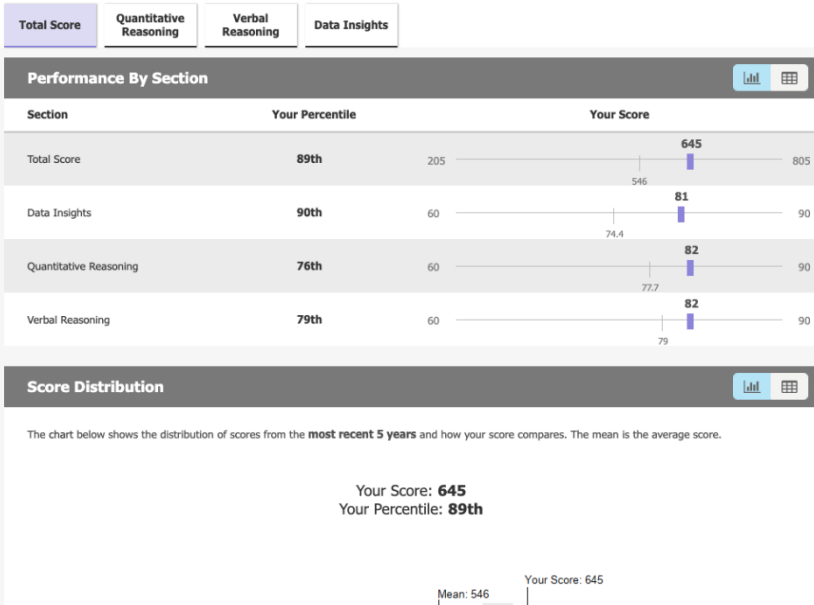 Total Score
Quantitative
Reasoning
Verbal
Reasoning
Data Insights
Performance By Section
Section Your Percentile Your Score
Total Score 89th 205 645 546 805
Data Insights 90th 60 81 74.4 90
Quantitative Reasoning 76th 60 82 77.7 90
Verbal Reasoning 79th 60 82 79 90
Score Distribution
The chart below shows the distribution of scores from the most recent 5 years and how your score compares. The mean is the average score.
Your Score: 645
Your Percentile: 89th
Your Score: 645
Mean: 546